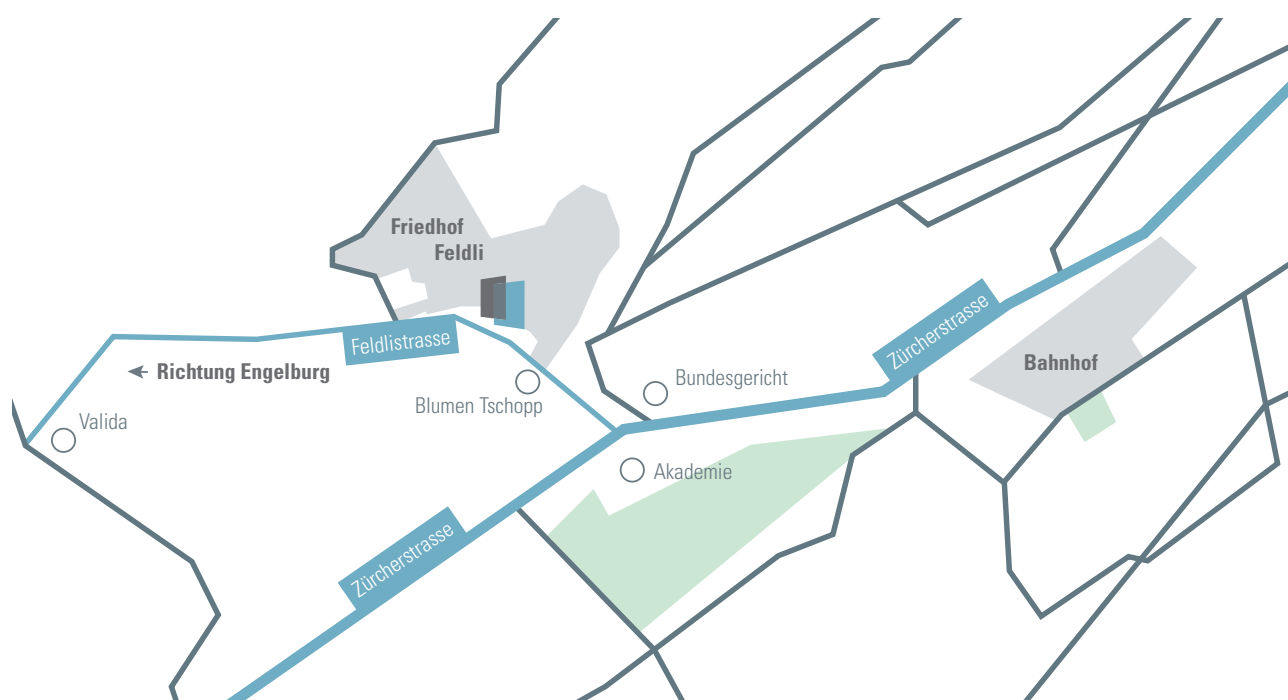 Friedhof
Feldli
Zürcherstrasse
Feldlistrasse
Bahnhof
Richtung Engelburg
Bundesgericht
Blumen Tschopp
Valida
Akademie
Zürcherstrasse